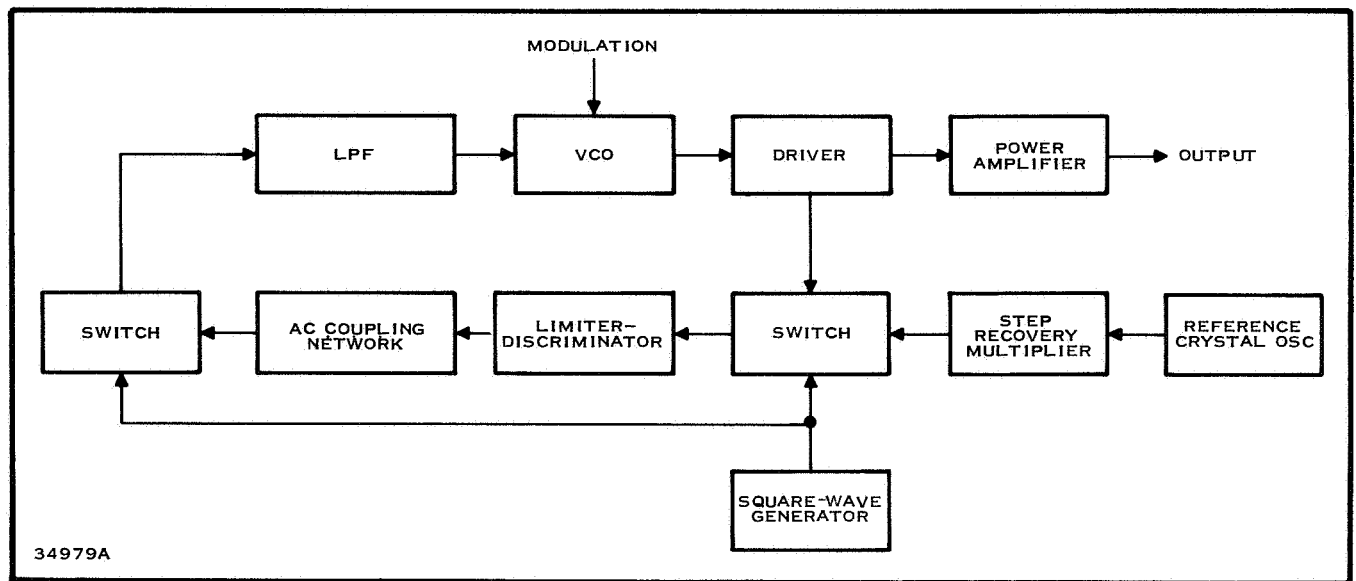 MODULATION
LPF
VCO
DRIVER
POWER
AMPLIFIER
OUTPUT
SWITCH
AC COUPLING
NETWORK
LIMITER-
DISCRIMINATOR
SWITCH
STEP
RECOVERY
MULTIPLIER
REFERENCE
CRYSTAL OSC
SQUARE-WAVE
GENERATOR
34979A